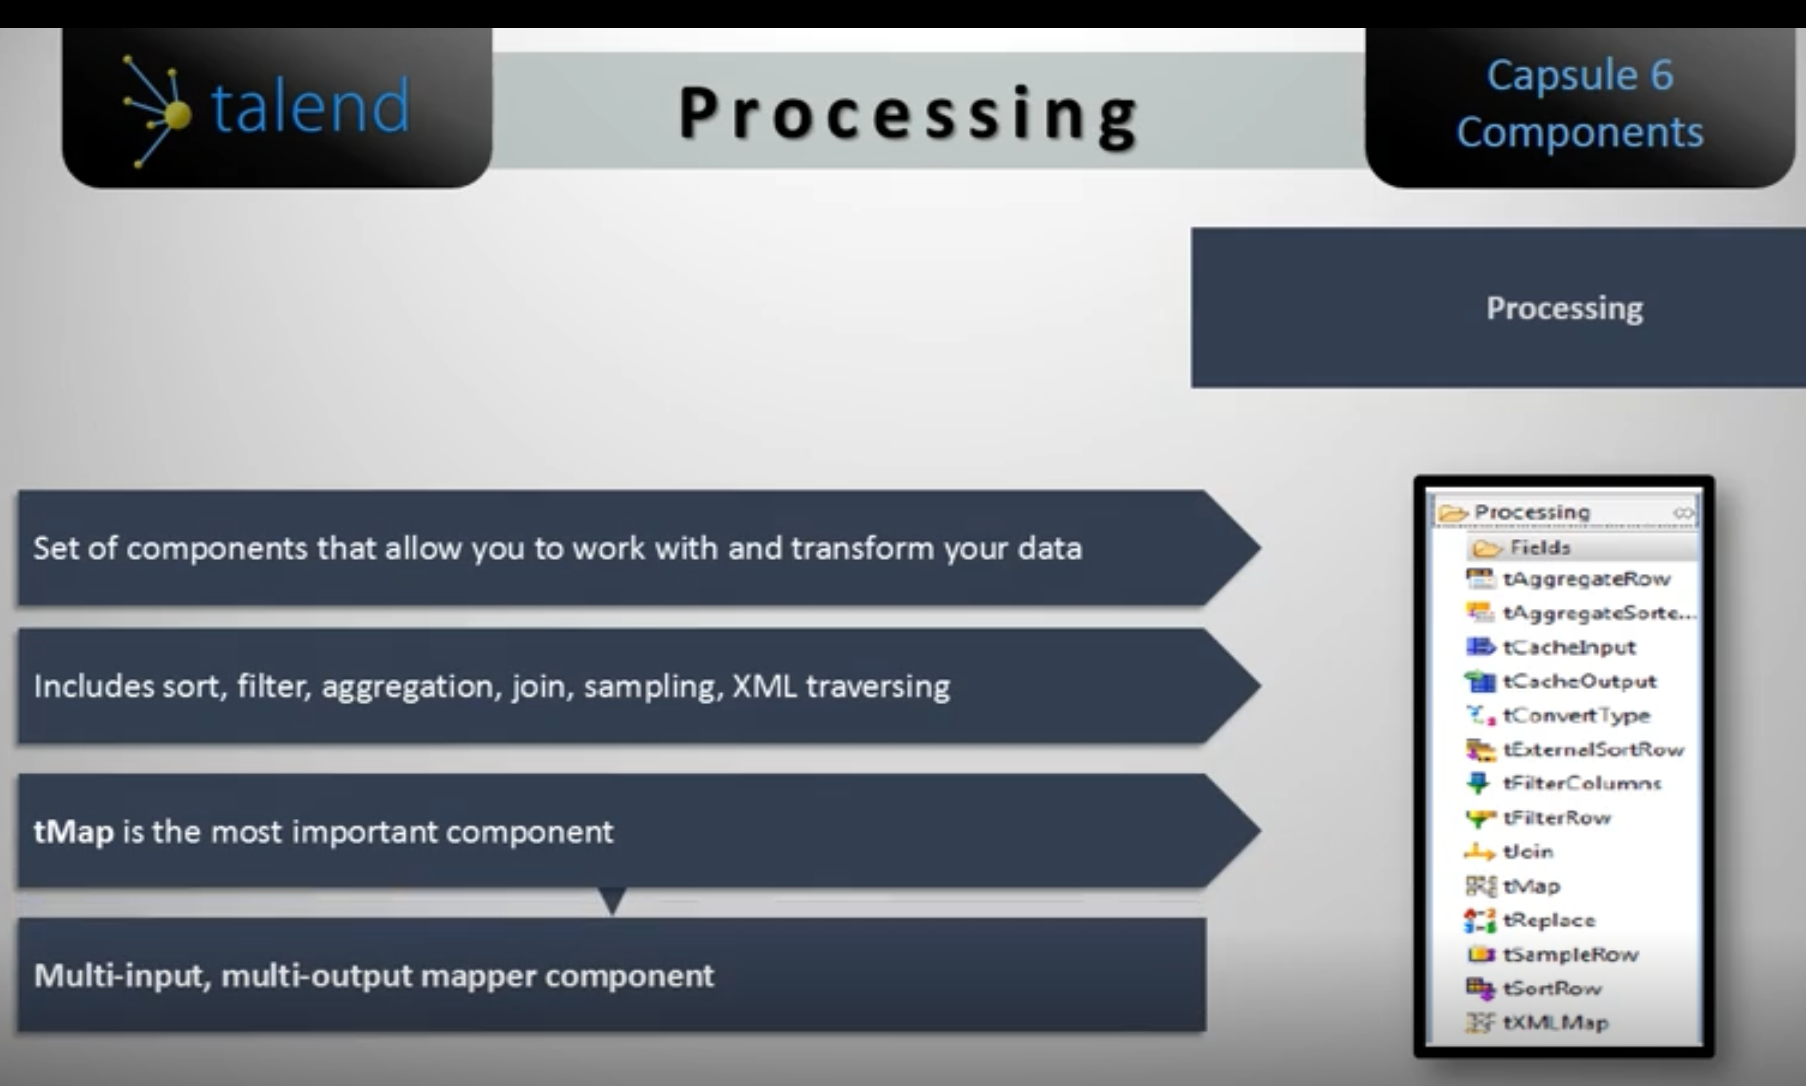 talend
Processing
Capsule 6
Components
Processing
Set of components that allow you to work with and transform your data
Includes sort, filter, aggregation, join, sampling, XML traversing
tMap is the most important component
Multi-input, multi-output mapper component
Processing
Fields
tAggregateRow
tAggregateSorte...
tCacheInput
tCacheOutput
tConvertType
tExternalSortRow
tFilterColumns
tFilterRow
tJoin
tMap
tReplace
tSampleRow
tSortRow
tXMLMap